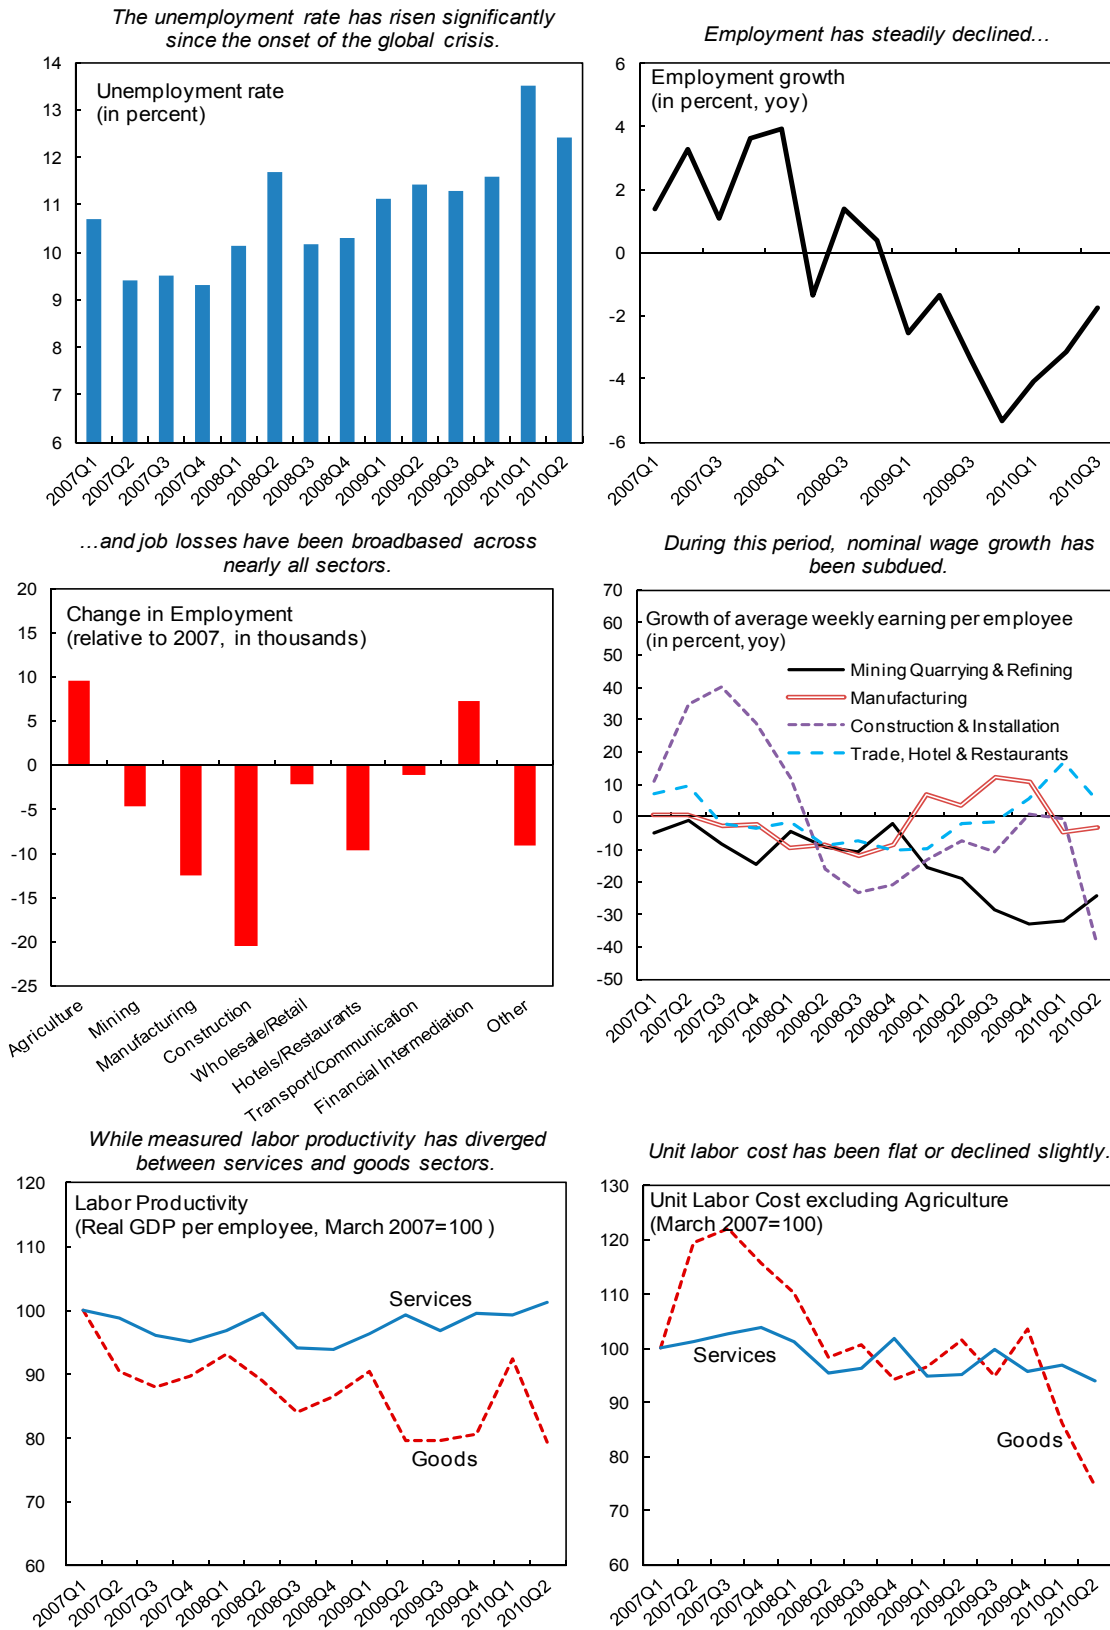 The unemployment rate has risen significantly
since the onset of the global crisis.
14
13
12
11
10
9
8
7
6
Unemployment rate
(in percent)
2007Q1
2007Q2
2007Q3
2007Q4
2008Q1
2008Q2
2008Q3
2008Q4
2009Q1
2009Q2
2009Q3
2009Q4
2010Q1
2010Q2
Employment has steadily declined…
6
4
2
0
-2
-4
-6
Employment growth
(in percent, yoy)
2007Q1
2007Q3
2008Q1
2008Q3
2009Q1
2009Q3
2010Q1
2010Q3
…and job losses have been broadbased across
nearly all sectors.
20
15
10
5
0
-5
-10
-15
-20
-25
Change in Employment
(relative to 2007, in thousands)
Agriculture
Mining
Manufacturing
Construction
Wholesale/Retail
Hotels/Restaurants
Transport/Communication
Financial Intermediation
Other
During this period, nominal wage growth has
been subdued.
70
60
50
40
30
20
10
0
-10
-20
-30
-40
-50
Growth of average weekly earning per employee
(in percent, yoy)
Mining Quarrying & Refining
Manufacturing
Construction & Installation
Trade, Hotel & Restaurants
2007Q1
2007Q2
2007Q3
2007Q4
2008Q1
2008Q2
2008Q3
2008Q4
2009Q1
2009Q2
2009Q3
2009Q4
2010Q1
2010Q2
While measured labor productivity has diverged
between services and goods sectors.
120
110
100
90
80
70
60
Labor Productivity
(Real GDP per employee, March 2007=100 )
Services
Goods
2007Q1
2007Q2
2007Q3
2007Q4
2008Q1
2008Q2
2008Q3
2008Q4
2009Q1
2009Q2
2009Q3
2009Q4
2010Q1
2010Q2
Unit labor cost has been flat or declined slightly.
130
120
110
100
90
80
70
60
Unit Labor Cost excluding Agriculture
(March 2007=100)
Services
Goods
2007Q1
2007Q2
2007Q3
2007Q4
2008Q1
2008Q2
2008Q3
2008Q4
2009Q1
2009Q2
2009Q3
2009Q4
2010Q1
2010Q2